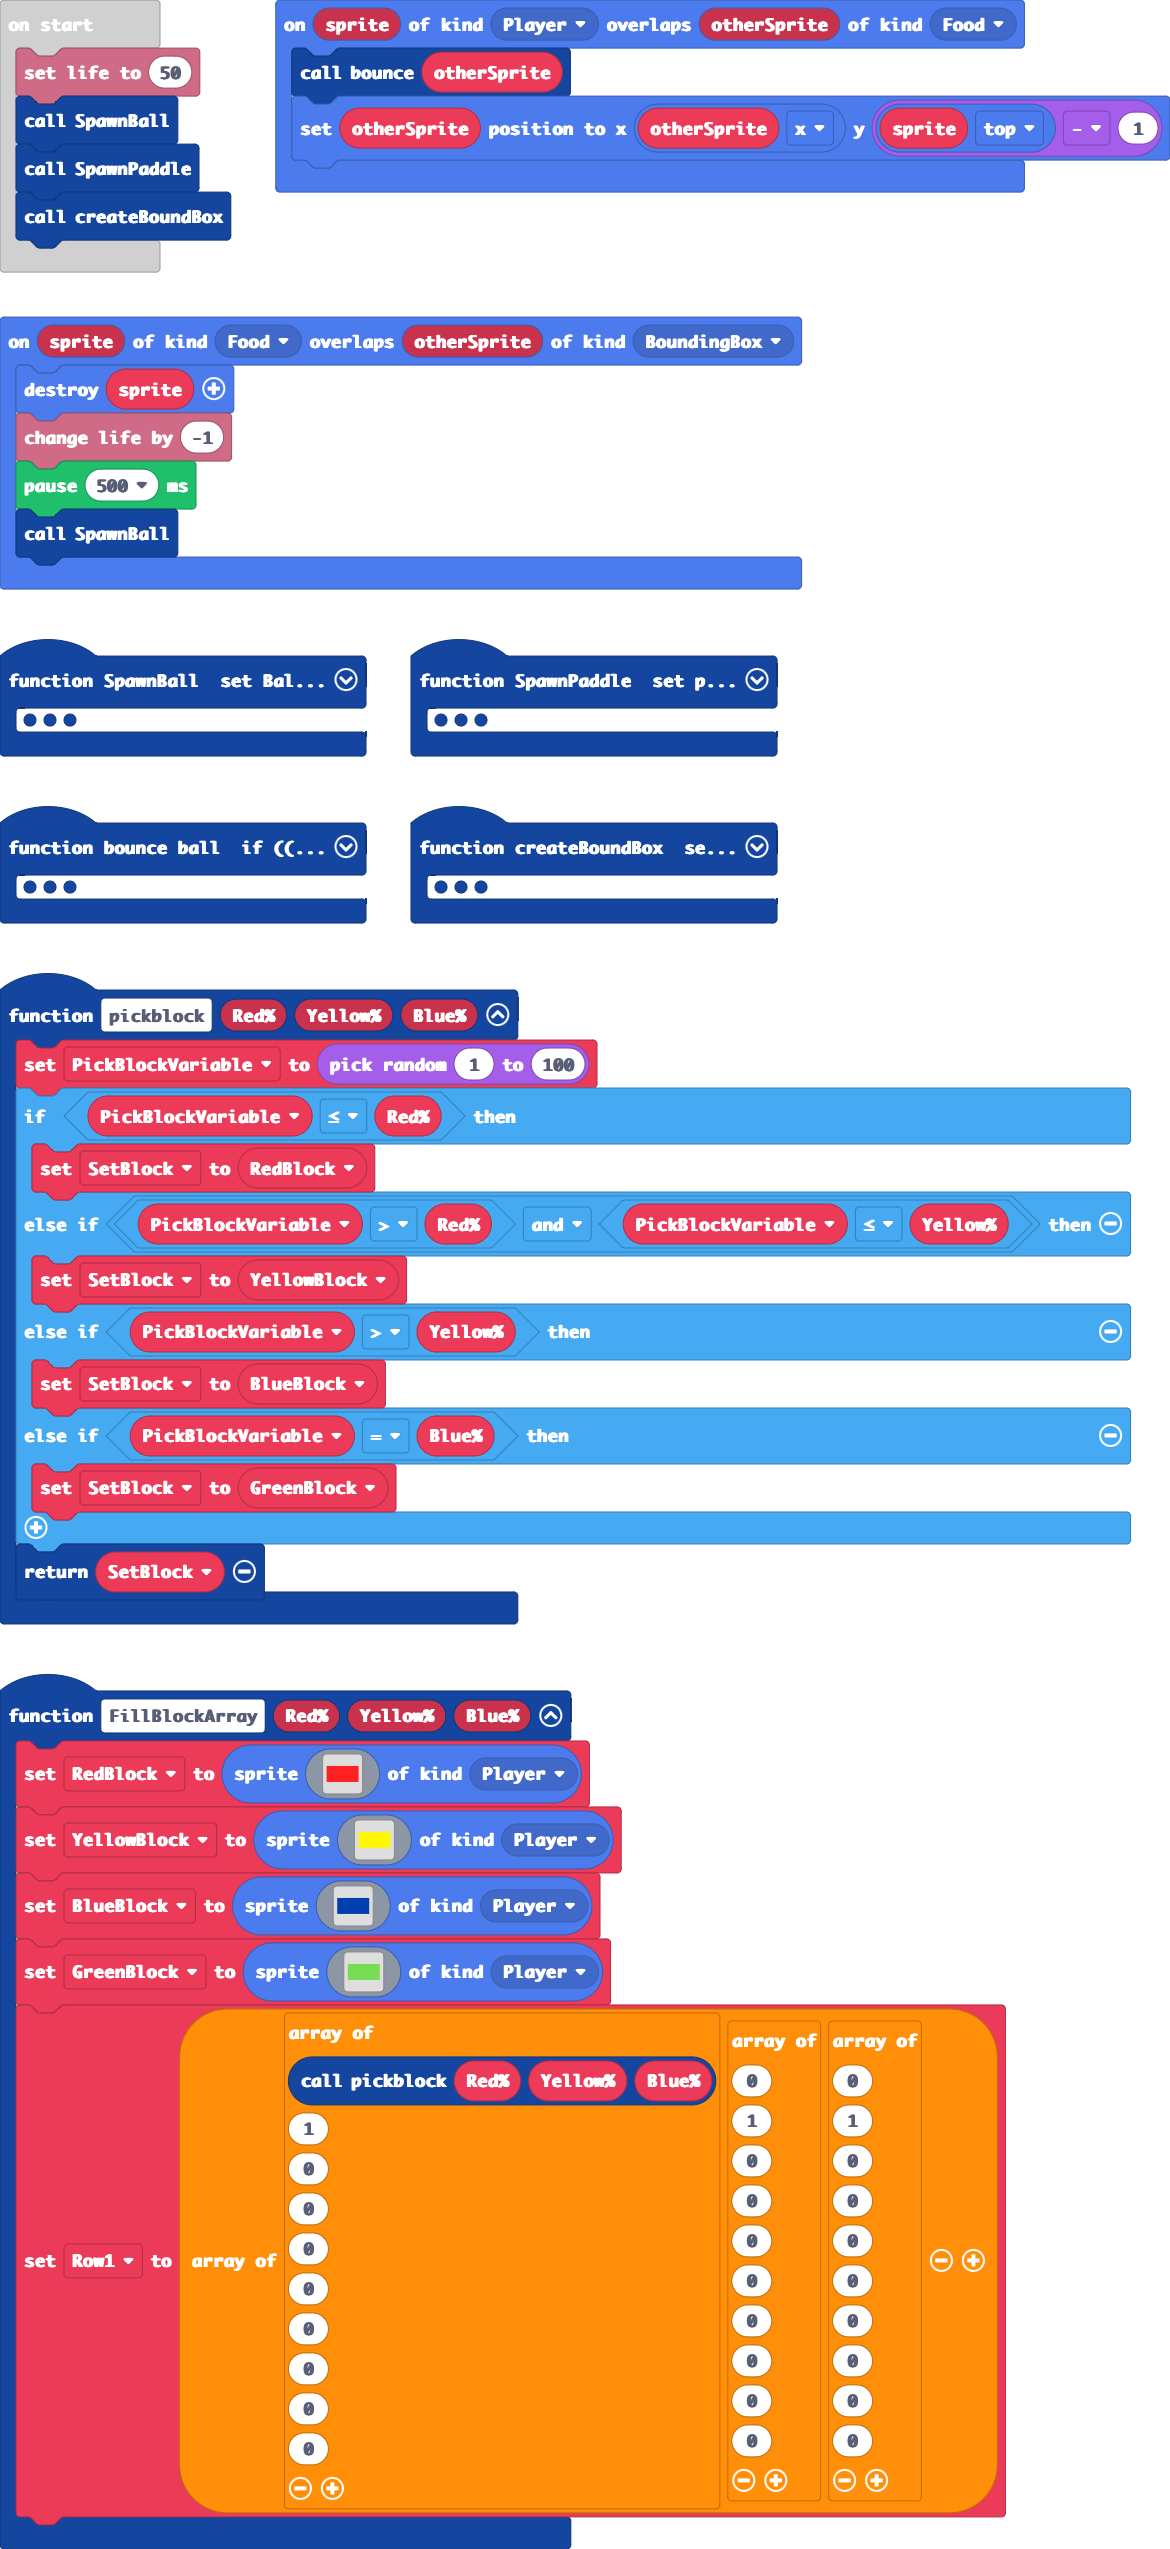 on start
set life to 50
call SpawnBall
call SpawnPaddle
call createBoundBox
on sprite of kind Player overlaps otherSprite of kind Food
call bounce otherSprite
set otherSprite position to x otherSprite x y sprite top - 1
on sprite of kind Food overlaps otherSprite of kind BoundingBox
destroy sprite
change life by -1
pause 500 ms
call SpawnBall
function SpawnBall set Bal...
function SpawnPaddle set p...
function bounce ball if ((...
function createBoundBox se...
function pickblock Red% Yellow% Blue%
set PickBlockVariable to pick random 1 to 100
if PickBlockVariable ≤ Red% then
set SetBlock to RedBlock
else if PickBlockVariable > Red% and PickBlockVariable ≤ Yellow% then
set SetBlock to YellowBlock
else if PickBlockVariable > Yellow% then
set SetBlock to BlueBlock
else if PickBlockVariable = Blue% then
set SetBlock to GreenBlock
return SetBlock
function FillBlockArray Red% Yellow% Blue%
set RedBlock to sprite of kind Player
set YellowBlock to sprite of kind Player
set BlueBlock to sprite of kind Player
set GreenBlock to sprite of kind Player
set Row1 to array of
array of
call pickblock Red% Yellow% Blue%
1
0
0
0
0
0
0
0
0
array of
0
1
0
0
0
0
0
0
0
0
array of
0
1
0
0
0
0
0
0
0
0